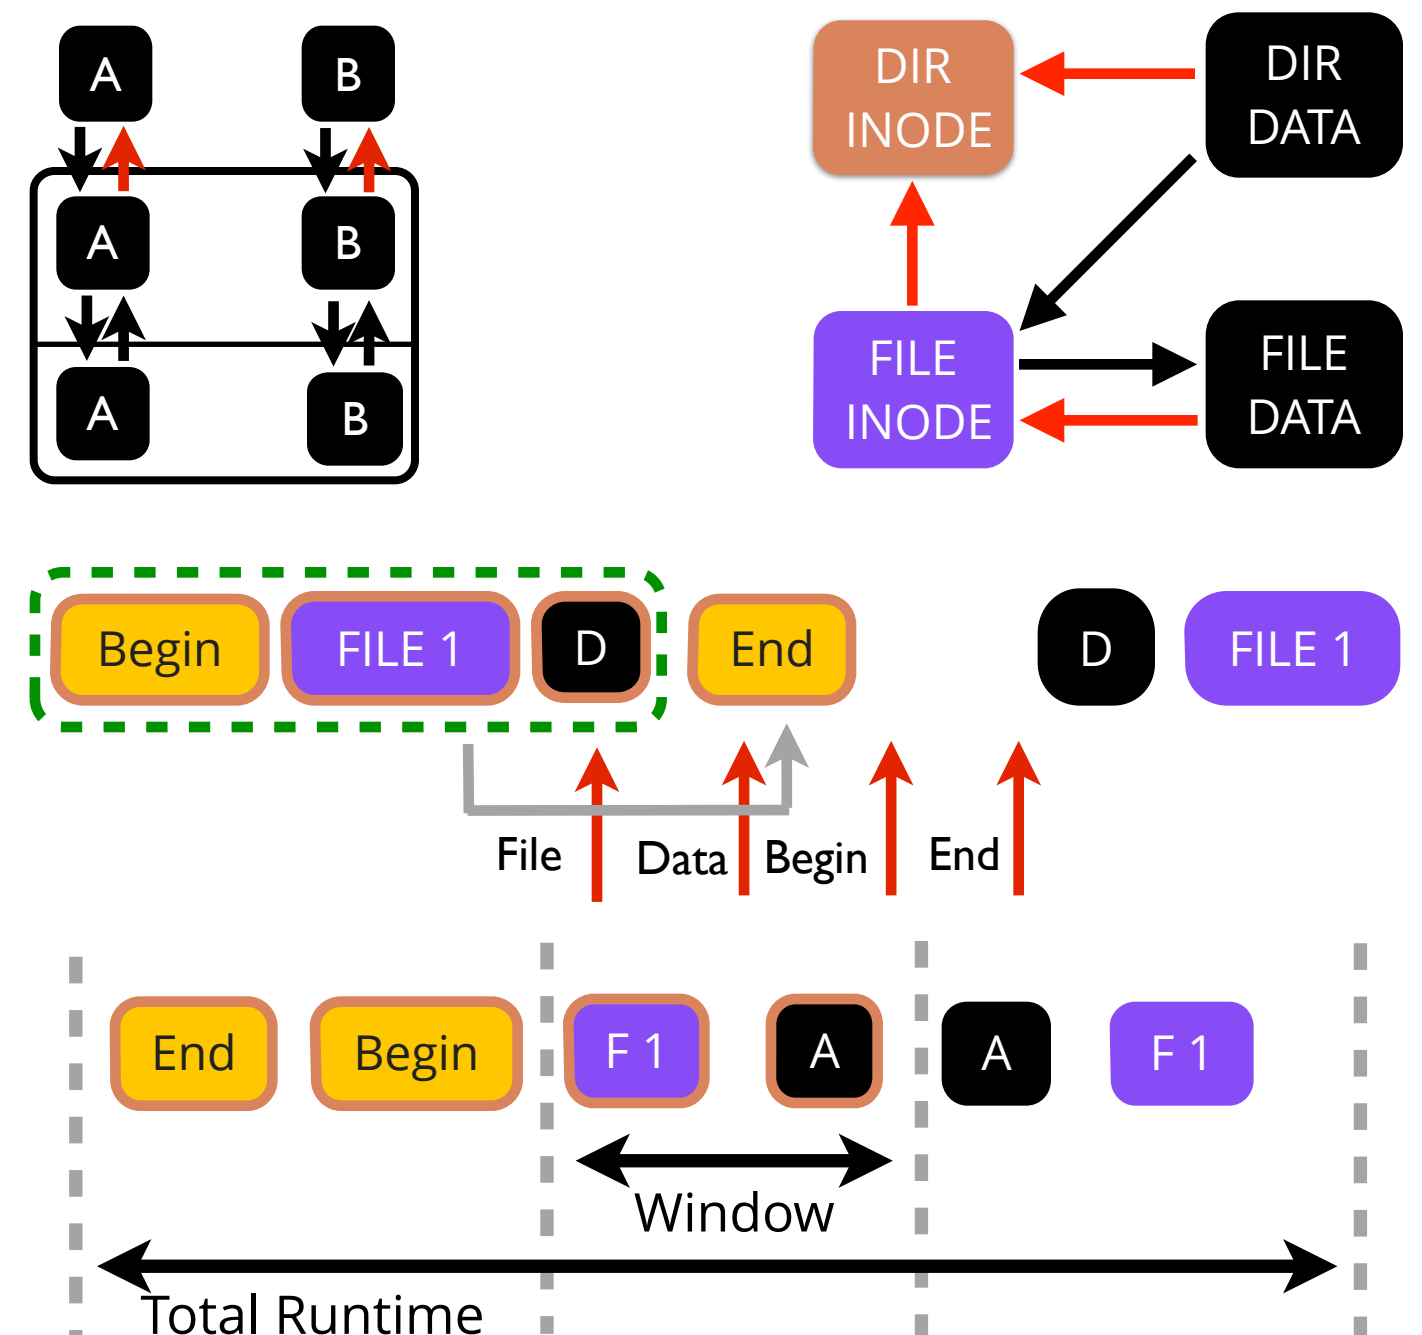 A
B
A
B
A
B
DIR
INODE
DIR
DATA
FILE
INODE
FILE
DATA
Begin
FILE 1
D
End
D
FILE 1
File
Data
Begin
End
End
Begin
F 1
A
A
F 1
Window
Total Runtime